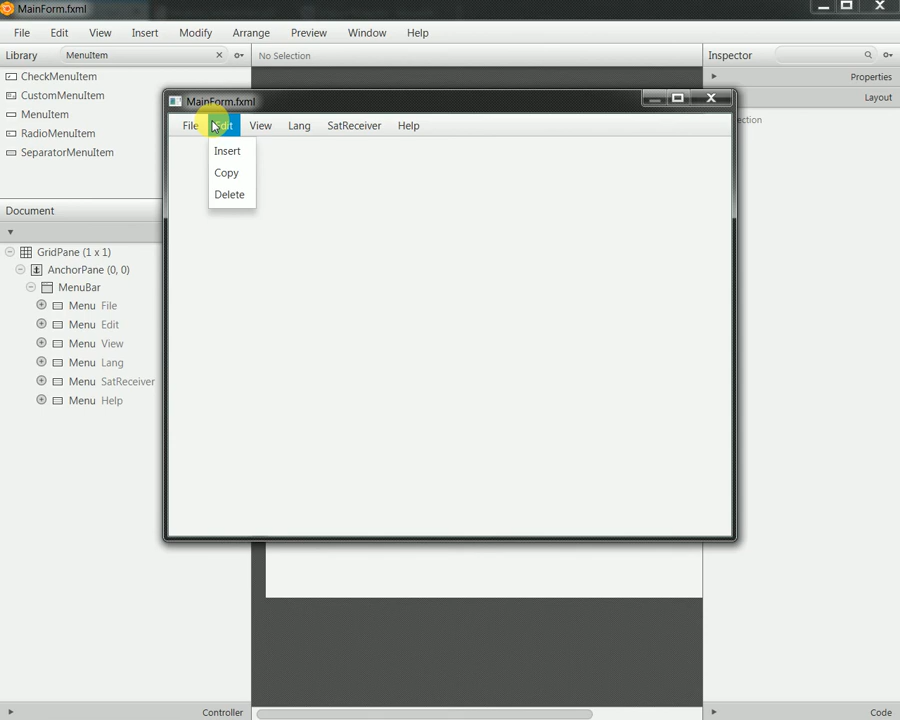 MainForm.fxml
File Edit View Insert Modify Arrange Preview Window Help
Library MenuItem No Selection Inspector
CheckMenuItem
CustomMenuItem
MenuItem
RadioMenuItem
SeparatorMenuItem
Properties
Layout
MainForm.fxml
File Edit View Lang SatReceiver Help
Insert
Copy
Delete
Document
GridPane (1 x 1)
AnchorPane (0, 0)
MenuBar
Menu File
Menu Edit
Menu View
Menu Lang
Menu SatReceiver
Menu Help
Controller
Code